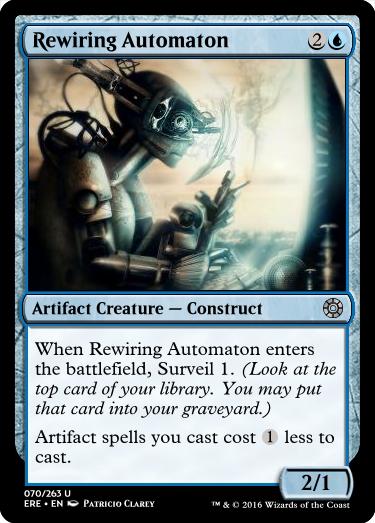 Rewiring Automaton 2
Artifact Creature — Construct
When Rewiring Automaton enters
the battlefield, Surveil 1. (Look at the
top card of your library. You may put
that card into your graveyard.)
Artifact spells you cast cost 1 less to
cast.
2/1
070/263 U
ERE • EN Patricio Clarey
™ & © 2016 Wizards of the Coast